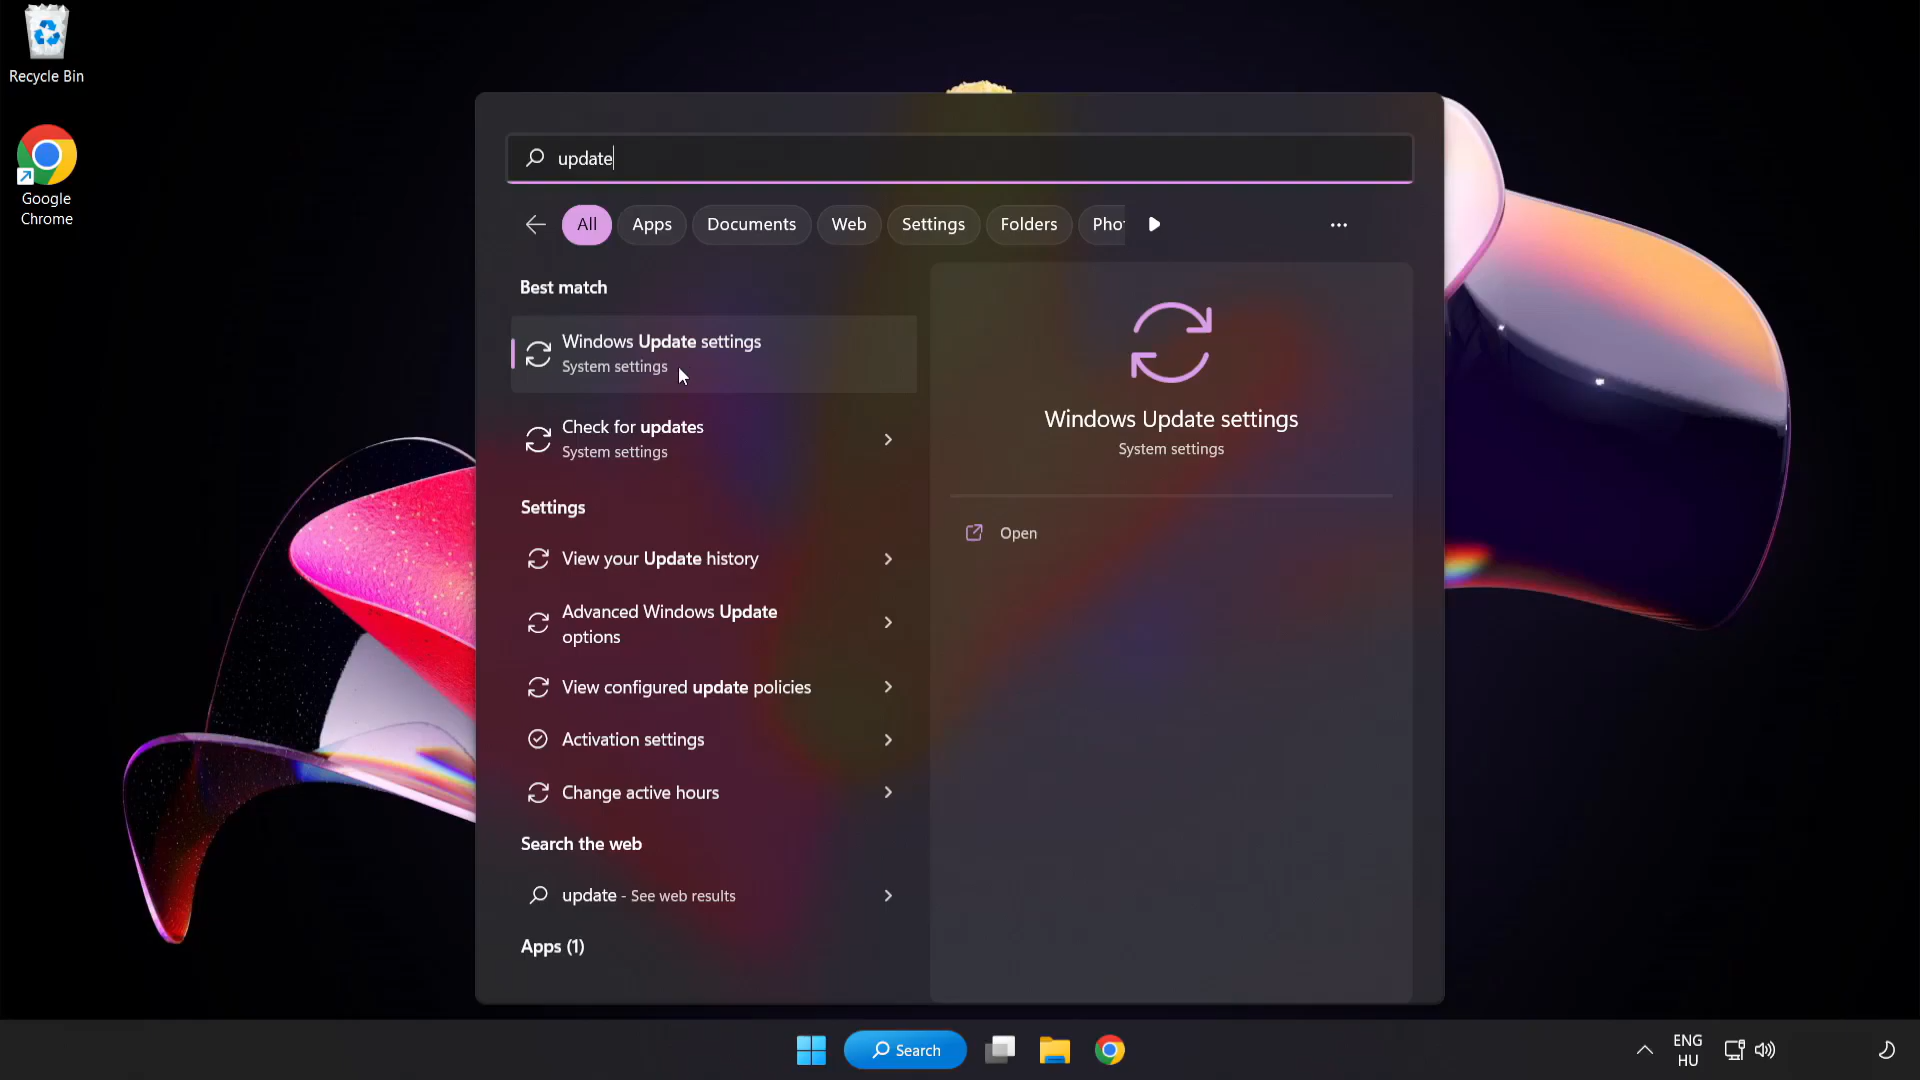 Recycle Bin
Google
Chrome
update
All
Apps
Documents
Web
Settings
Folders
Pho
Best match
Windows Update settings
System settings
Check for updates
System settings
Settings
View your Update history
Advanced Windows Update
options
View configured update policies
Activation settings
Change active hours
Search the web
update - See web results
Apps (1)
Windows Update settings
System settings
Open
Search
ENG
HU